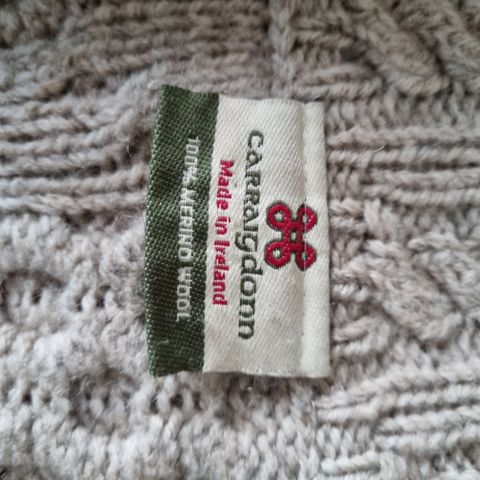 carraigdonn
Made in Ireland
100% MERINO WOOL